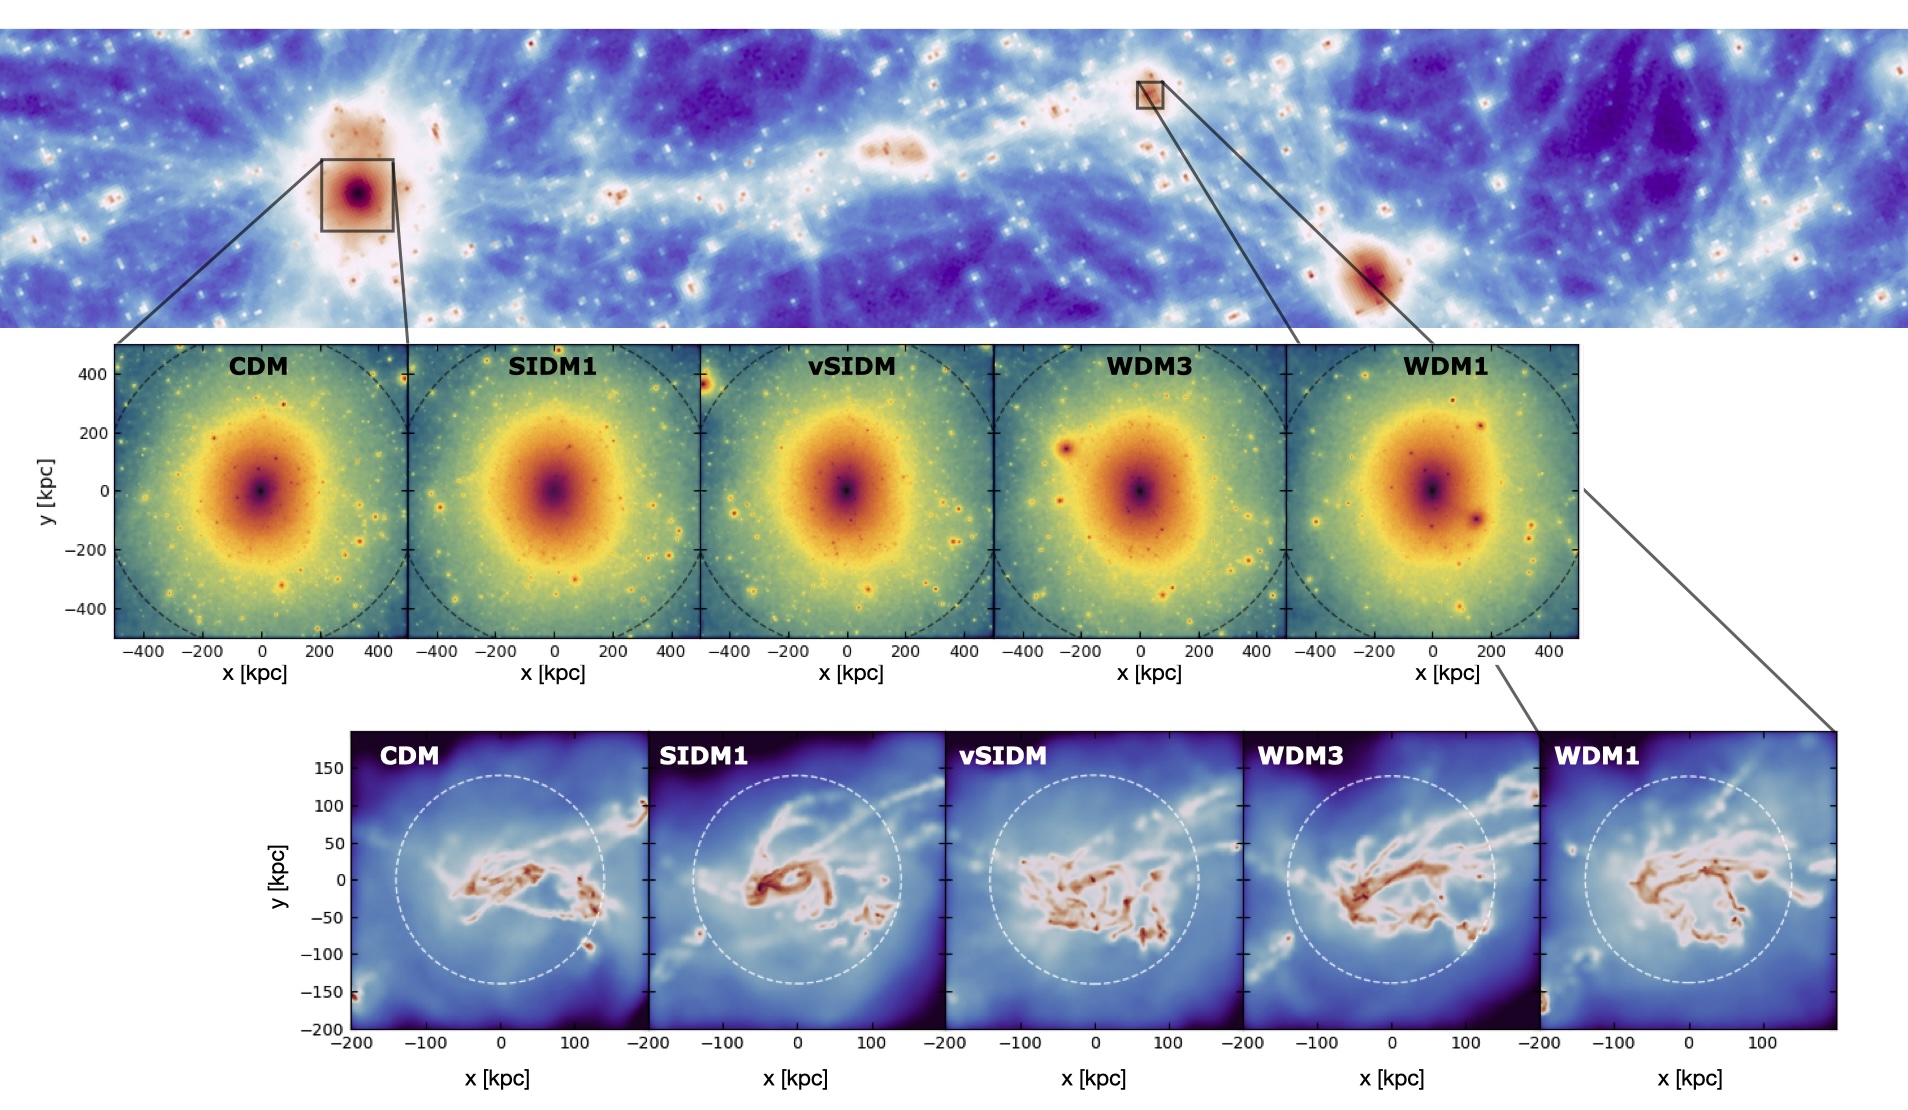 CDM SIDM1 vSIDM WDM3 WDM1
400
200
0
−200
−400
y [kpc]
−400 −200 0 200 400 −400 −200 0 200 400 −400 −200 0 200 400 −400 −200 0 200 400 −400 −200 0 200 400
x [kpc] x [kpc] x [kpc] x [kpc] x [kpc]
CDM SIDM1 vSIDM WDM3 WDM1
150
100
50
0
−50
−100
−150
−200
y [kpc]
−200 −100 0 100 −200 −100 0 100 −200 −100 0 100 −200 −100 0 100 −200 −100 0 100
x [kpc] x [kpc] x [kpc] x [kpc] x [kpc]